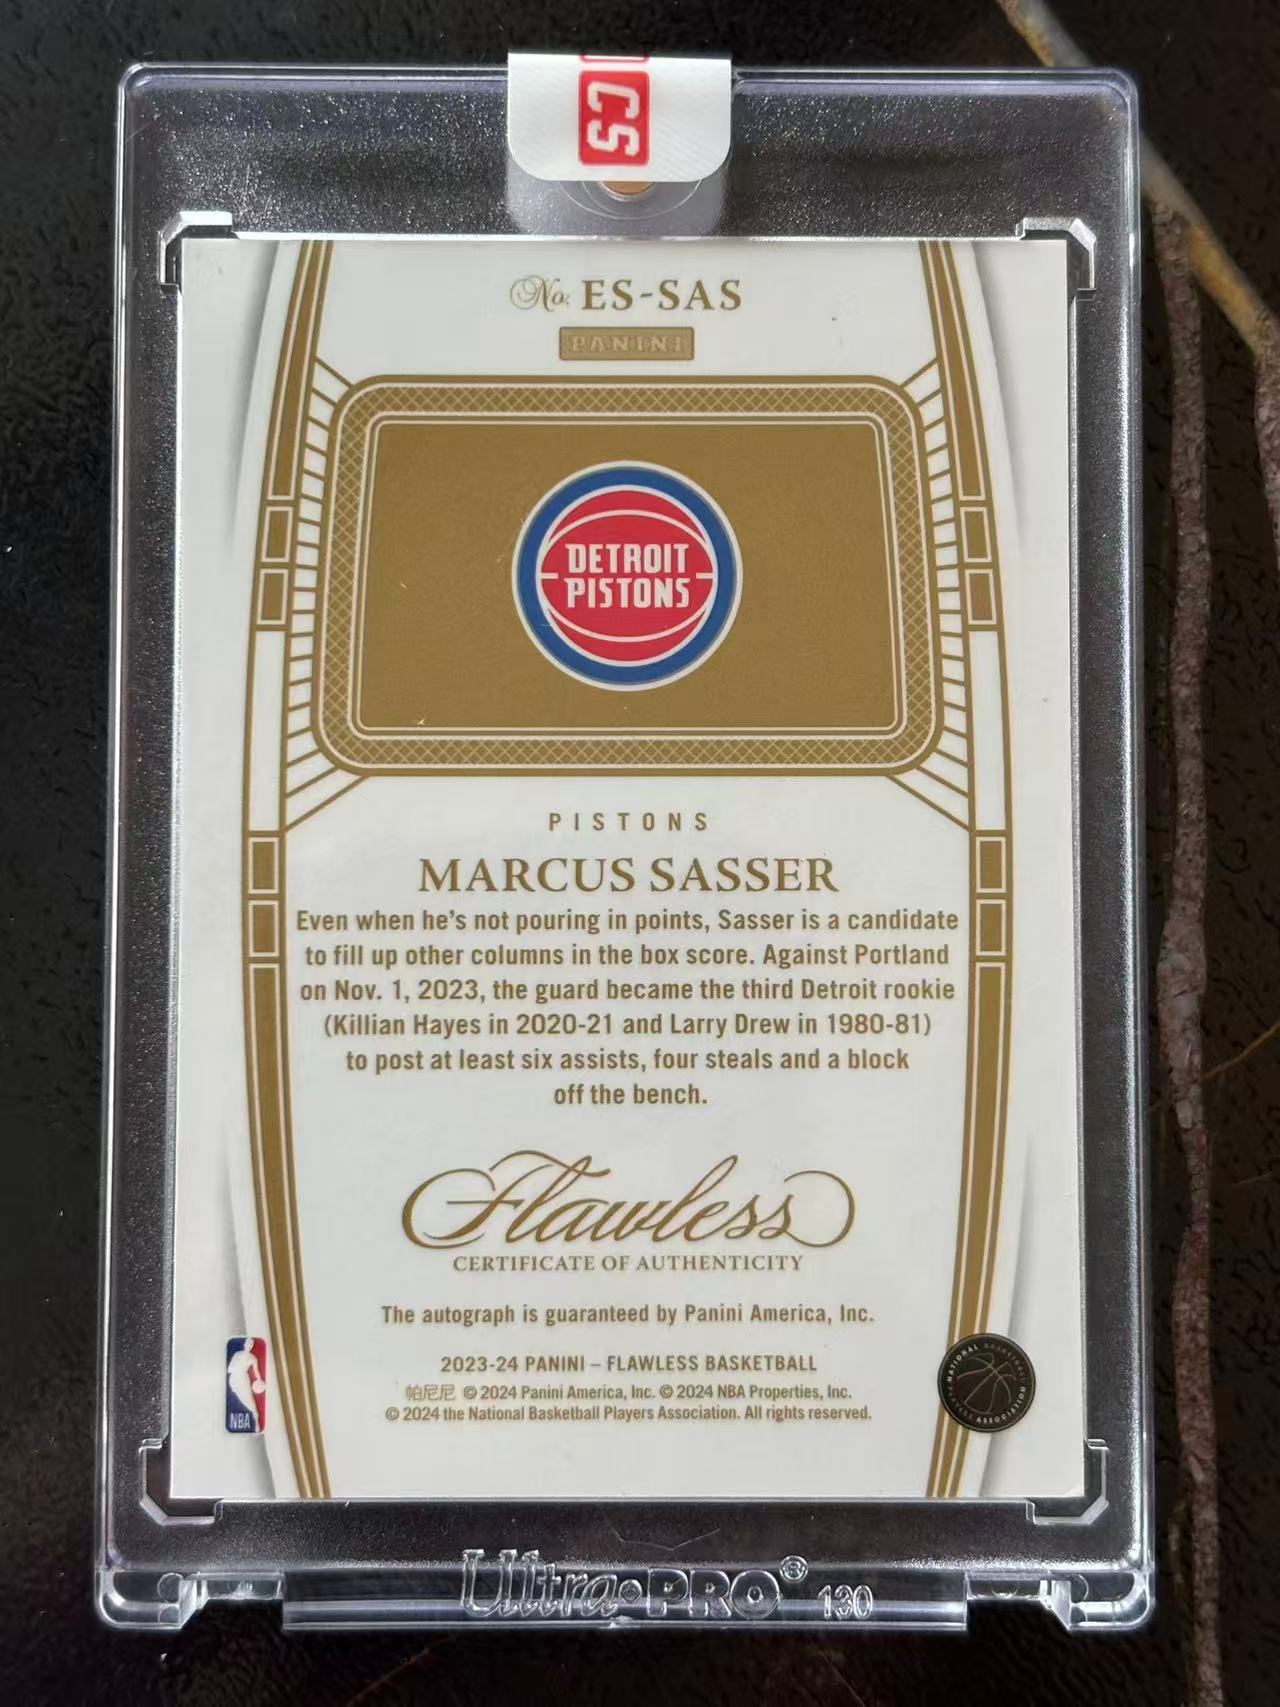 CS
No. ES-SAS
PANINI
DETROIT
PISTONS
PISTONS
MARCUS SASSER
Even when he's not pouring in points, Sasser is a candidate
to fill up other columns in the box score. Against Portland
on Nov. 1, 2023, the guard became the third Detroit rookie
(Killian Hayes in 2020-21 and Larry Drew in 1980-81)
to post at least six assists, four steals and a block
off the bench.
Flawless
CERTIFICATE OF AUTHENTICITY
The autograph is guaranteed by Panini America, Inc.
2023-24 PANINI – FLAWLESS BASKETBALL
帕尼尼 © 2024 Panini America, Inc. © 2024 NBA Properties, Inc.
© 2024 the National Basketball Players Association. All rights reserved.
NBA
NATIONAL BASKETBALL
PLAYERS ASSOCIATION
Ultra•PRO® 130